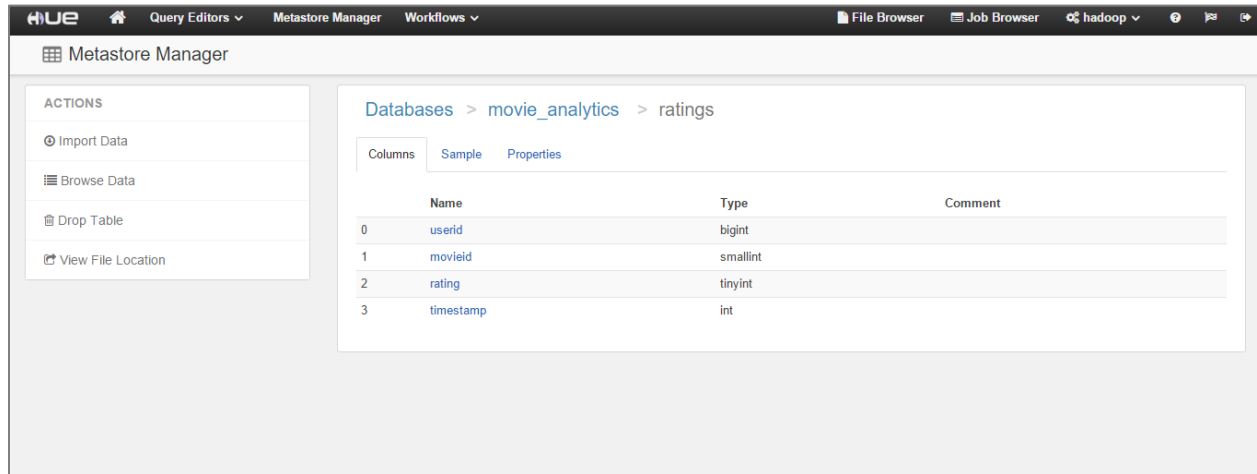 HUE Query Editors Metastore Manager Workflows File Browser Job Browser hadoop
Metastore Manager
ACTIONS
Import Data
Browse Data
Drop Table
View File Location
Databases > movie_analytics > ratings
Columns Sample Properties
Name Type Comment
0 userid bigint
1 movieid smallint
2 rating tinyint
3 timestamp int